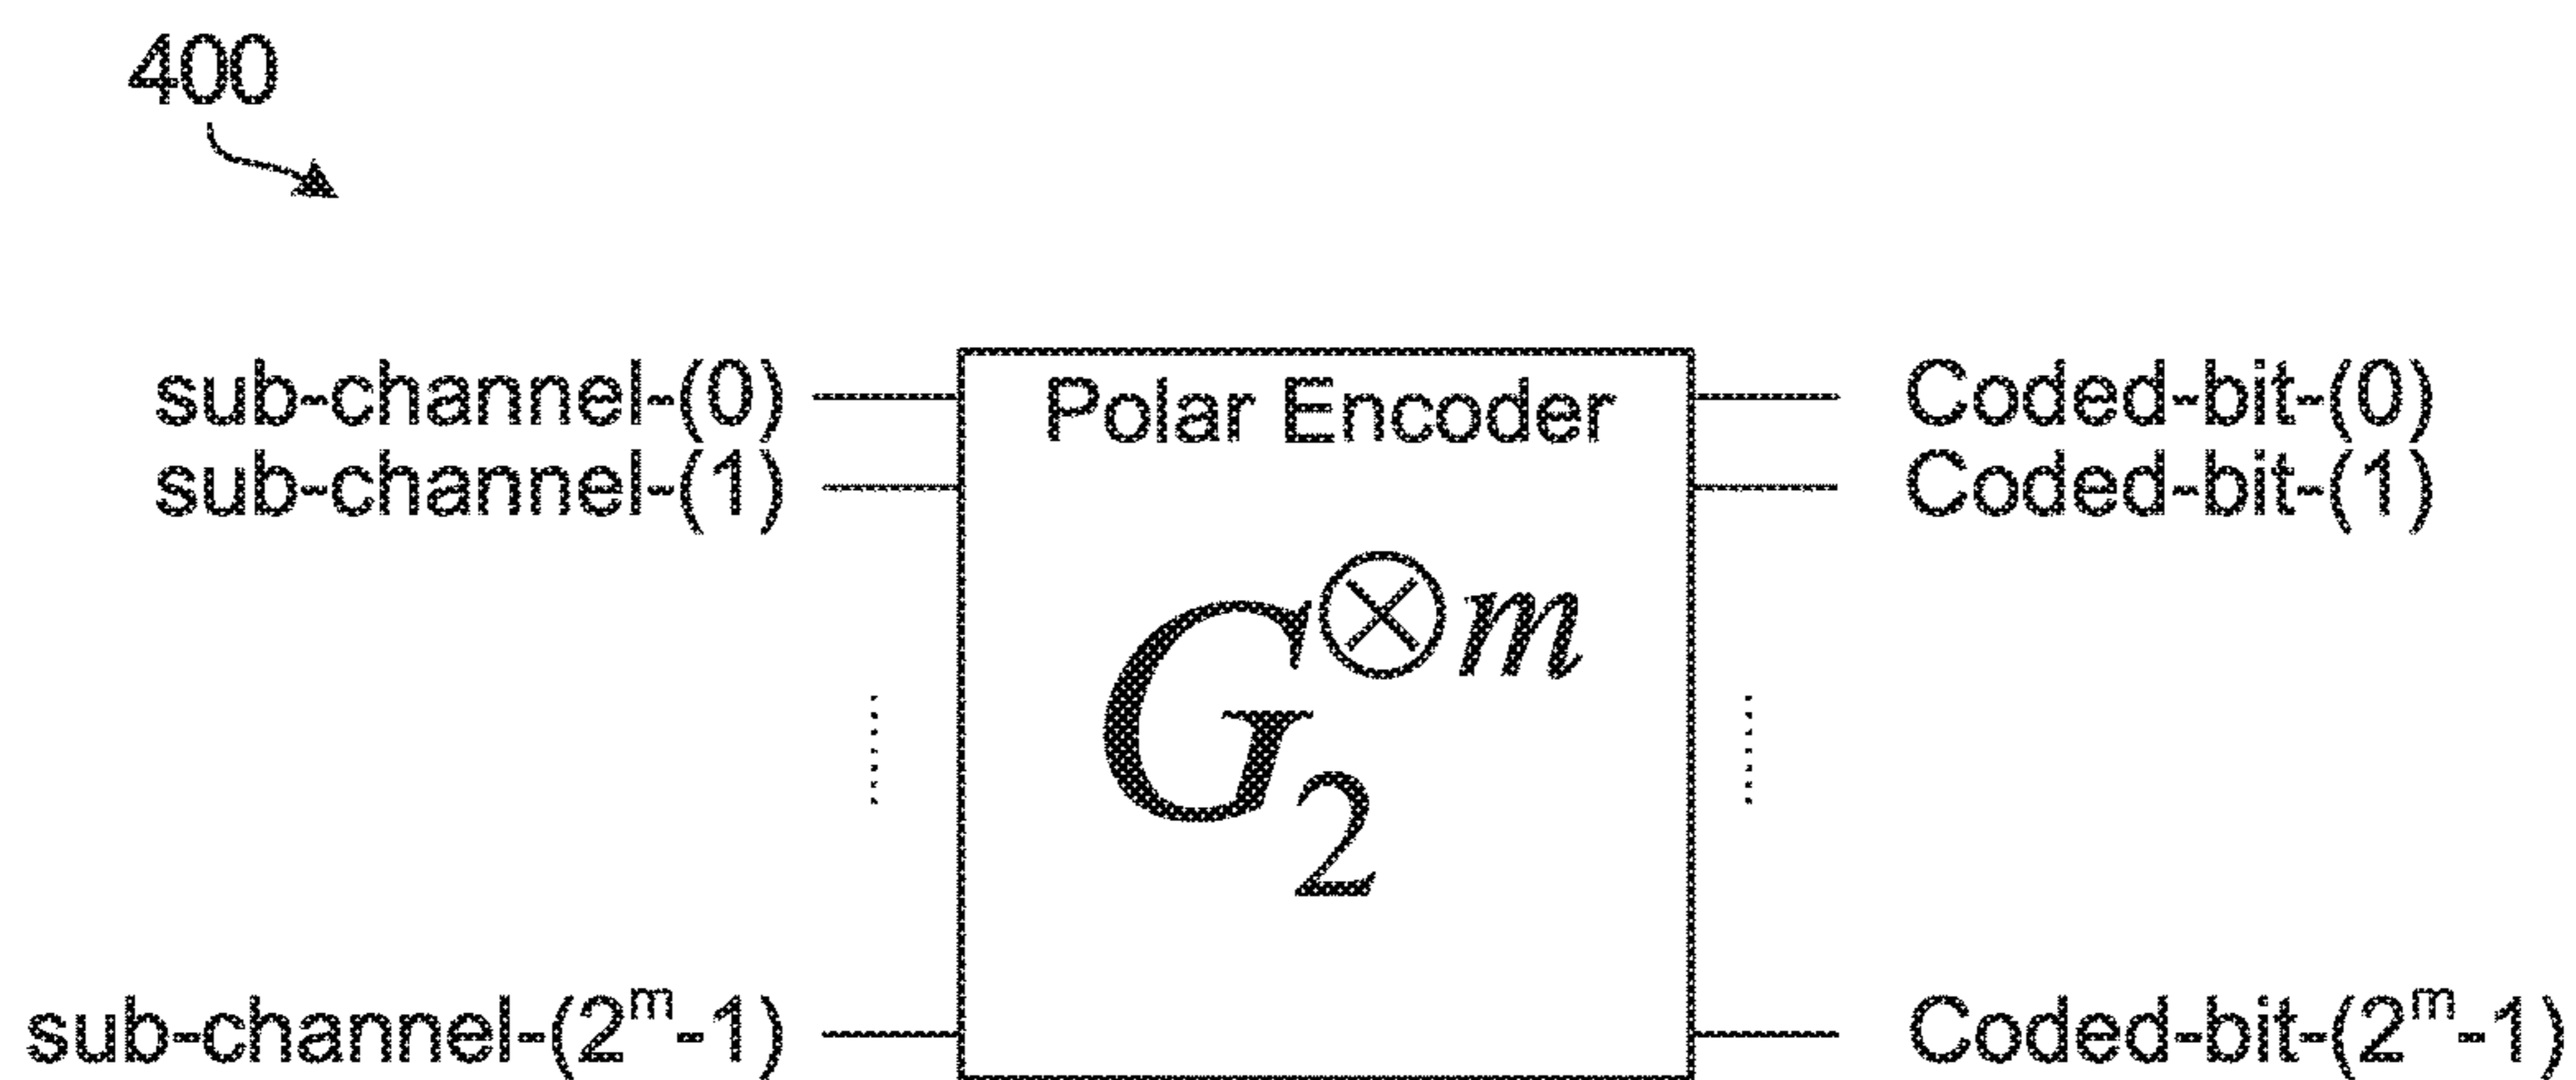 400
sub-channel-(0)
Polar Encoder
Coded-bit-(0)
sub-channel-(1)
Coded-bit-(1)
G₂⊗m
sub-channel-(2ᵐ-1)
Coded-bit-(2ᵐ-1)